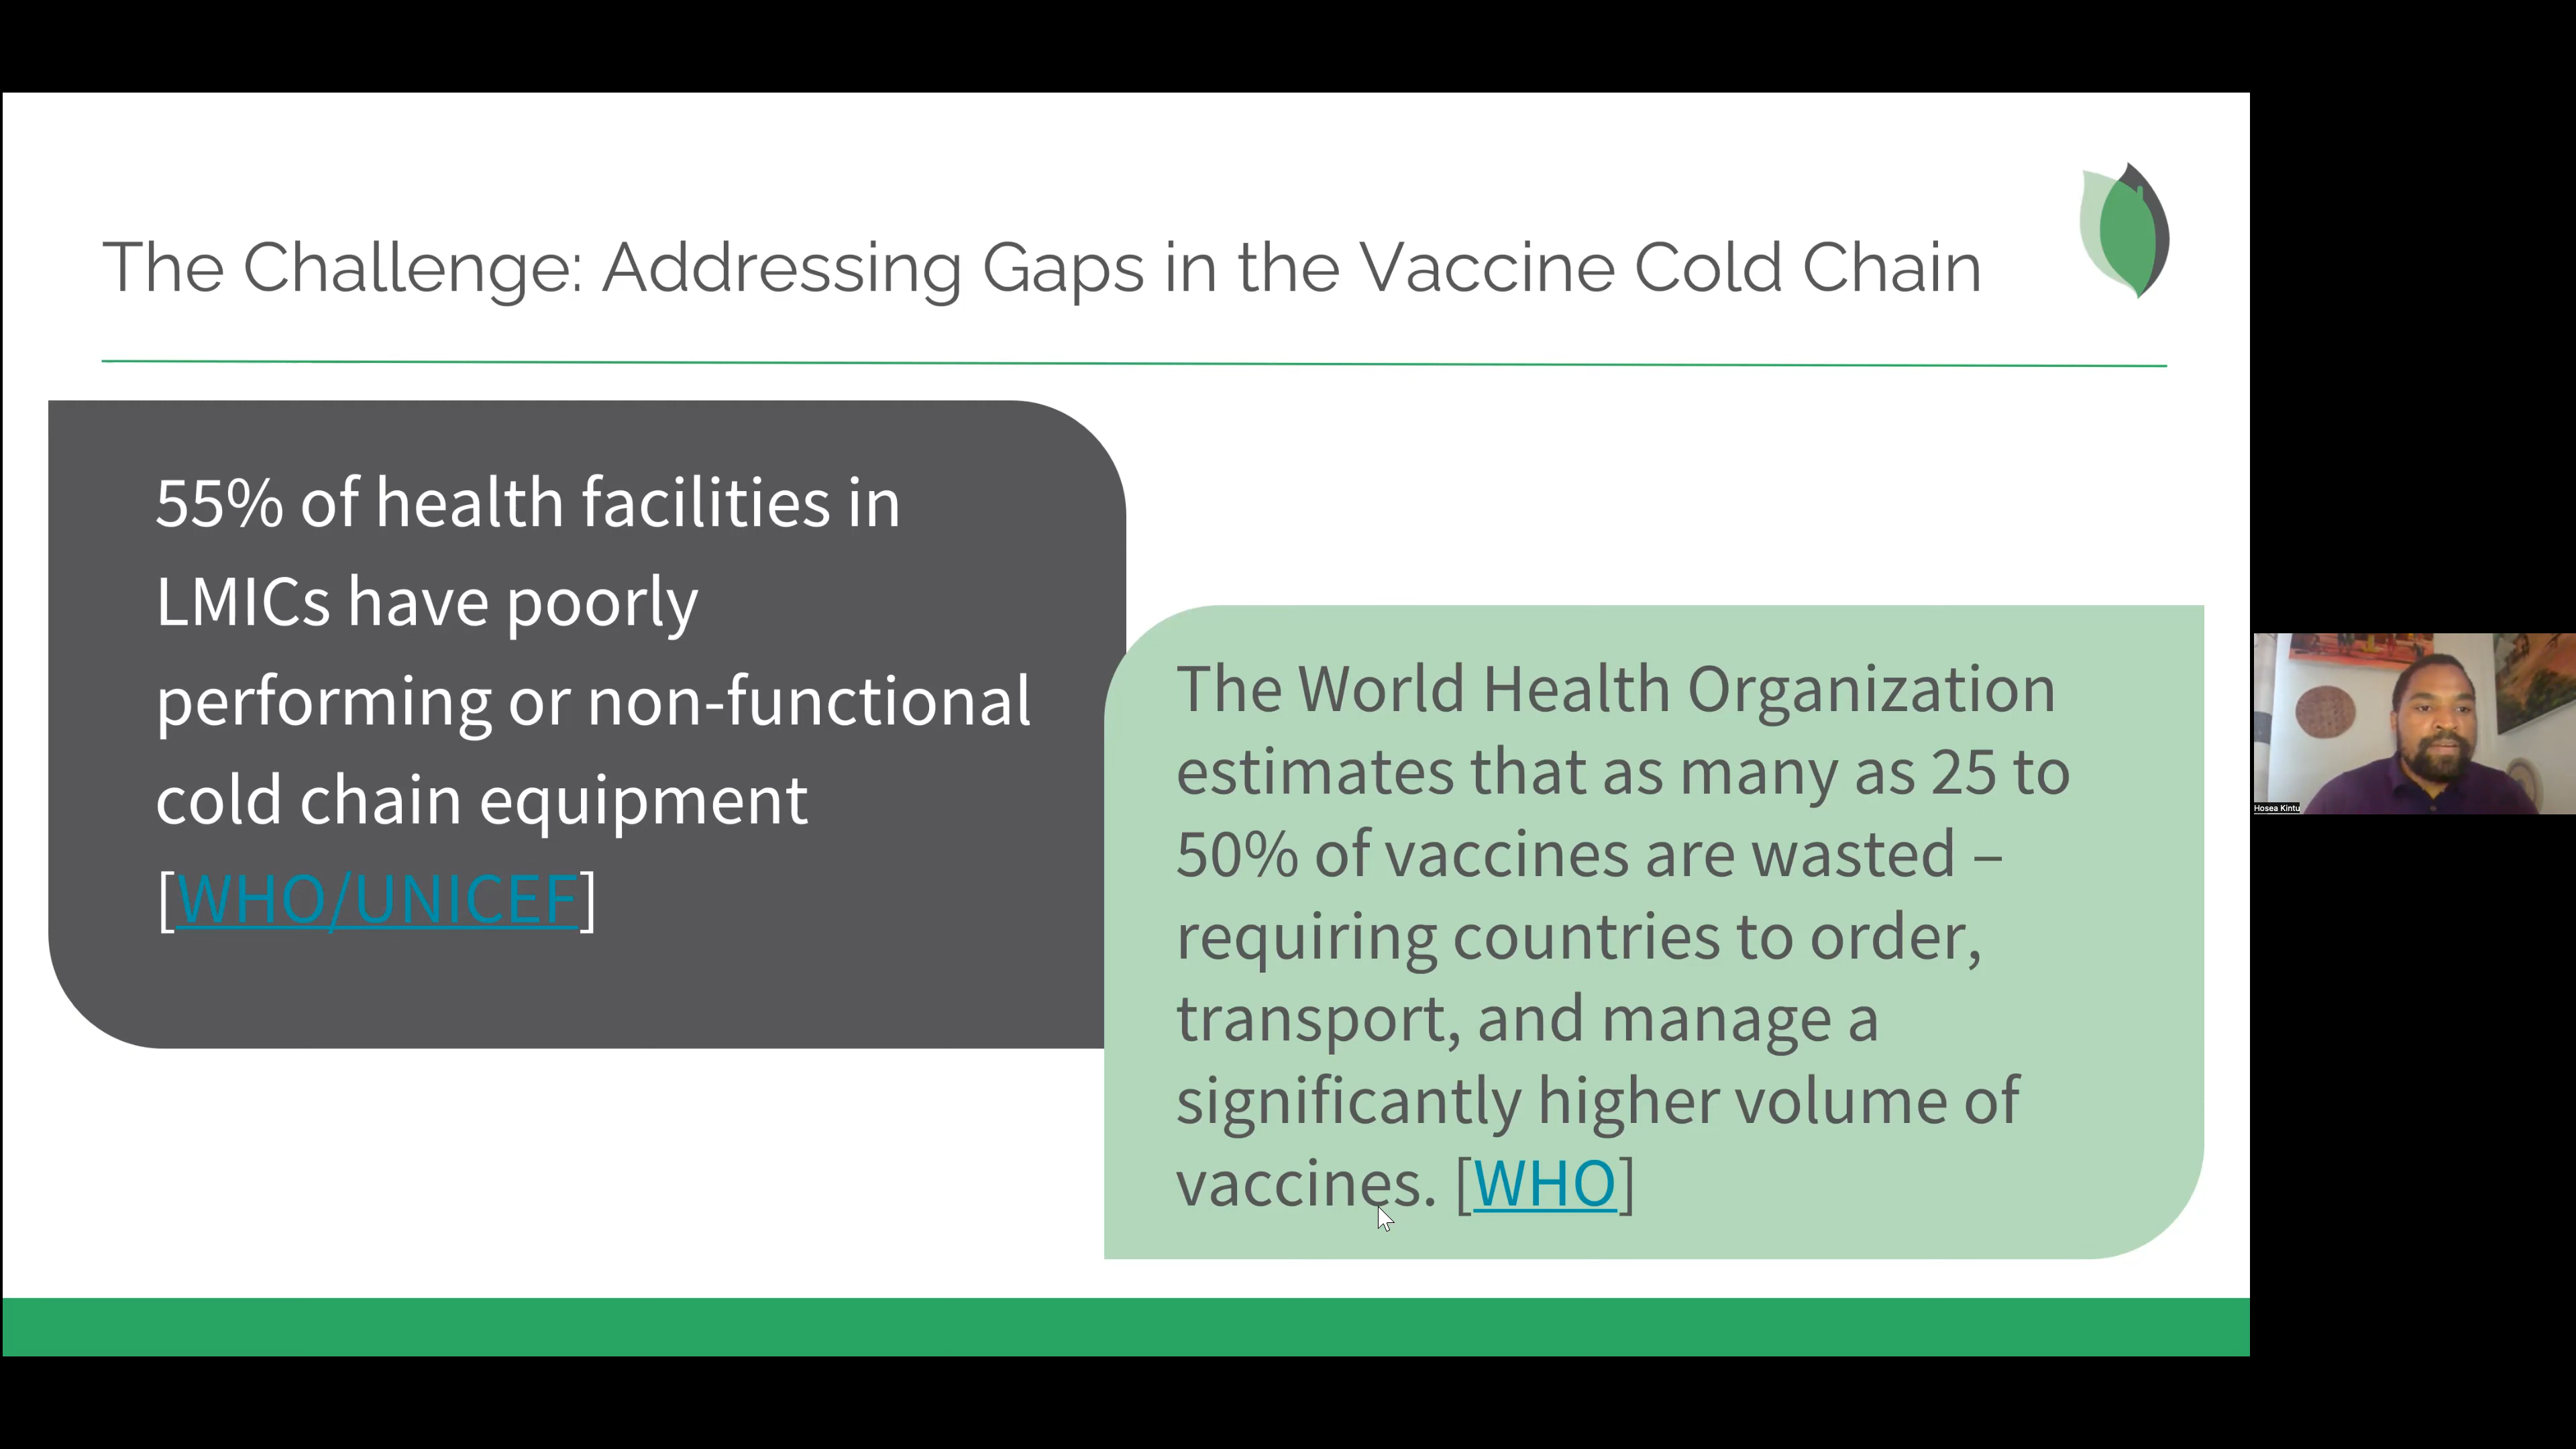 The Challenge: Addressing Gaps in the Vaccine Cold Chain
55% of health facilities in
LMICs have poorly
performing or non-functional
cold chain equipment
[WHO/UNICEF]
The World Health Organization
estimates that as many as 25 to
50% of vaccines are wasted –
requiring countries to order,
transport, and manage a
significantly higher volume of
vaccines. [WHO]
Hosea Kintu